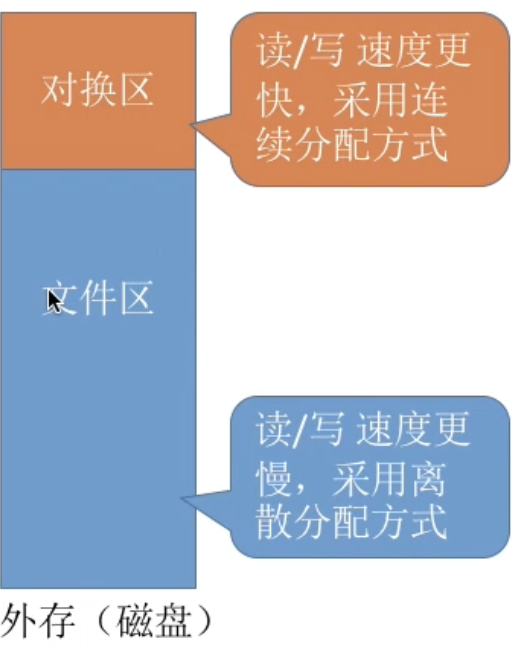 对换区
读/写 速度更
快，采用连
续分配方式
文件区
读/写 速度更
慢，采用离
散分配方式
外存（磁盘）